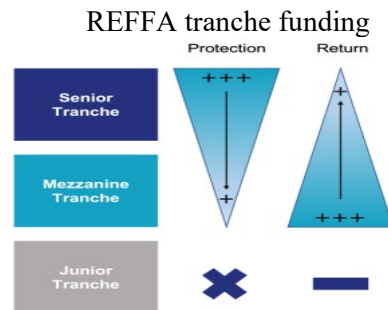 REFFA tranche funding
Protection Return
Senior
Tranche
+++
+
Mezzanine
Tranche
+
+++
Junior
Tranche